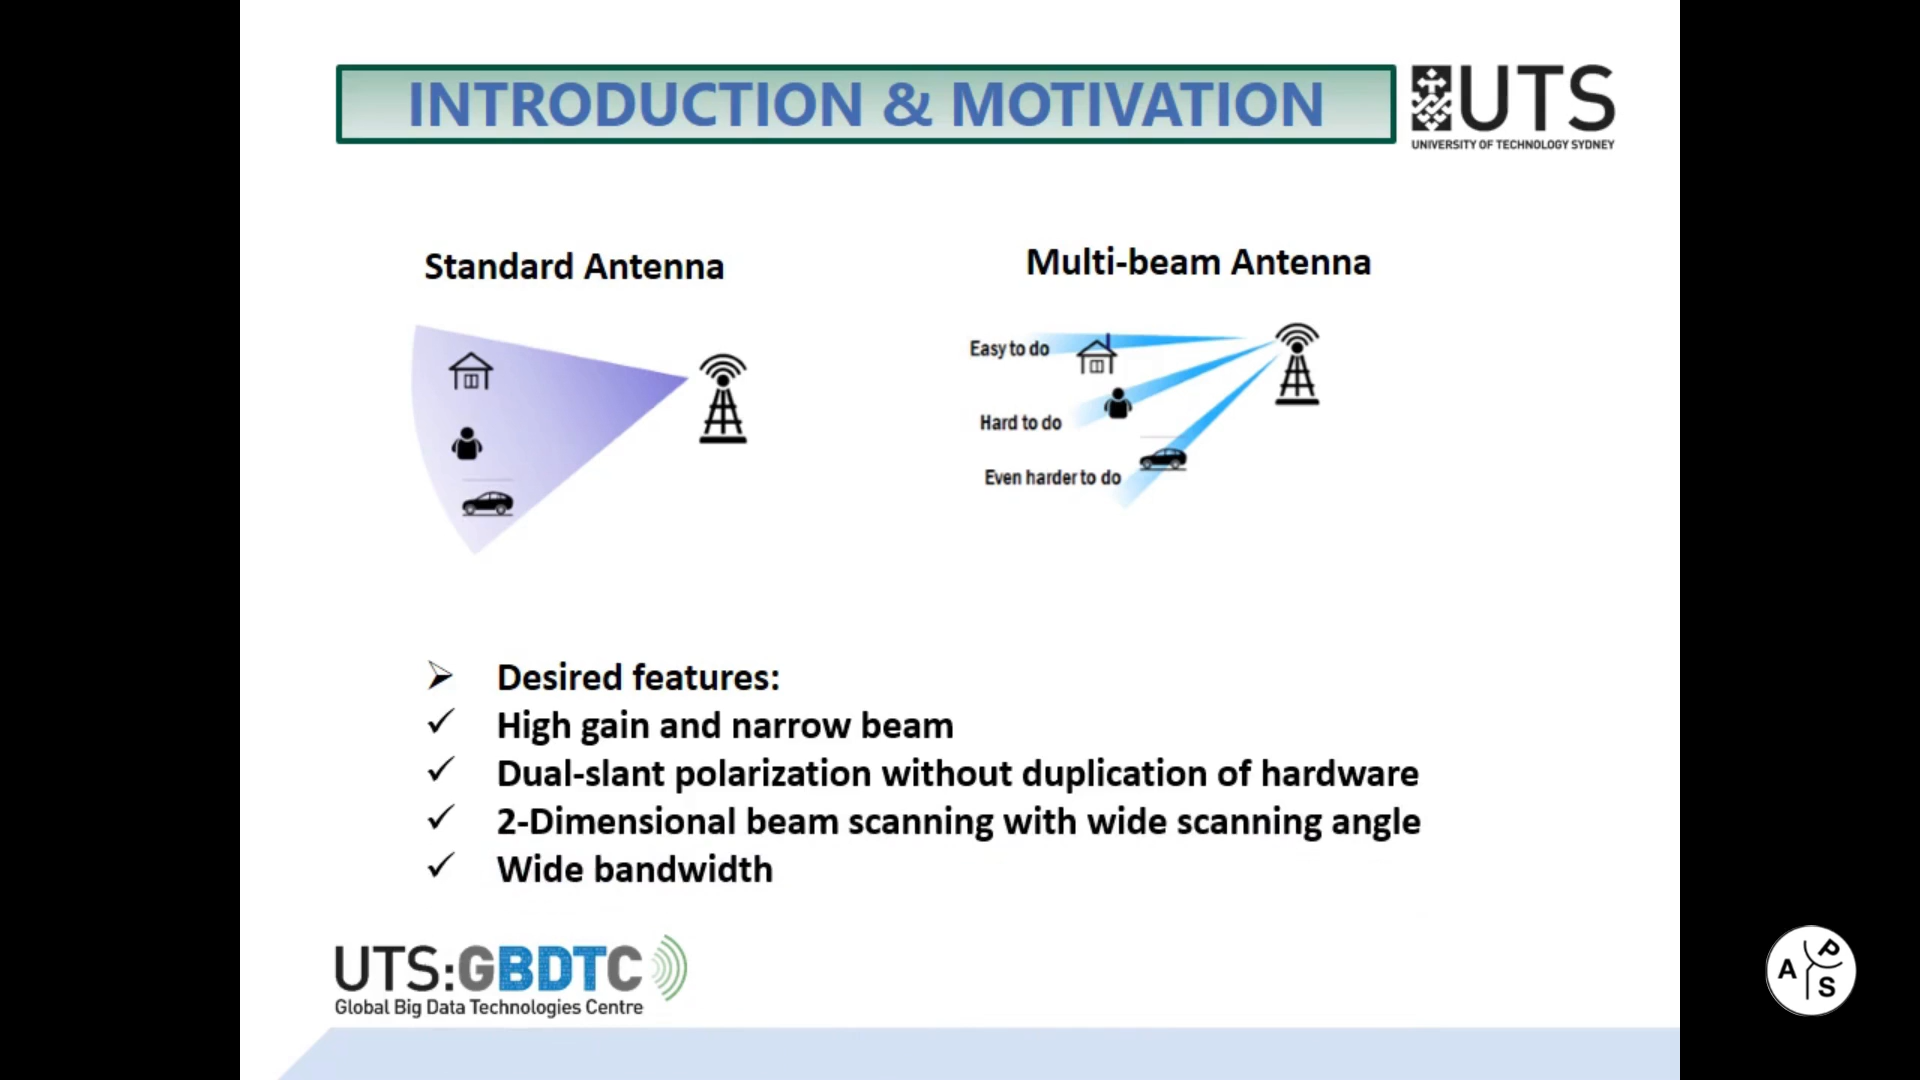 INTRODUCTION & MOTIVATION
UTS
UNIVERSITY OF TECHNOLOGY SYDNEY
Standard Antenna
Multi-beam Antenna
Easy to do
Hard to do
Even harder to do
Desired features:
High gain and narrow beam
Dual-slant polarization without duplication of hardware
2-Dimensional beam scanning with wide scanning angle
Wide bandwidth
UTS:GBDTC
Global Big Data Technologies Centre
A P S